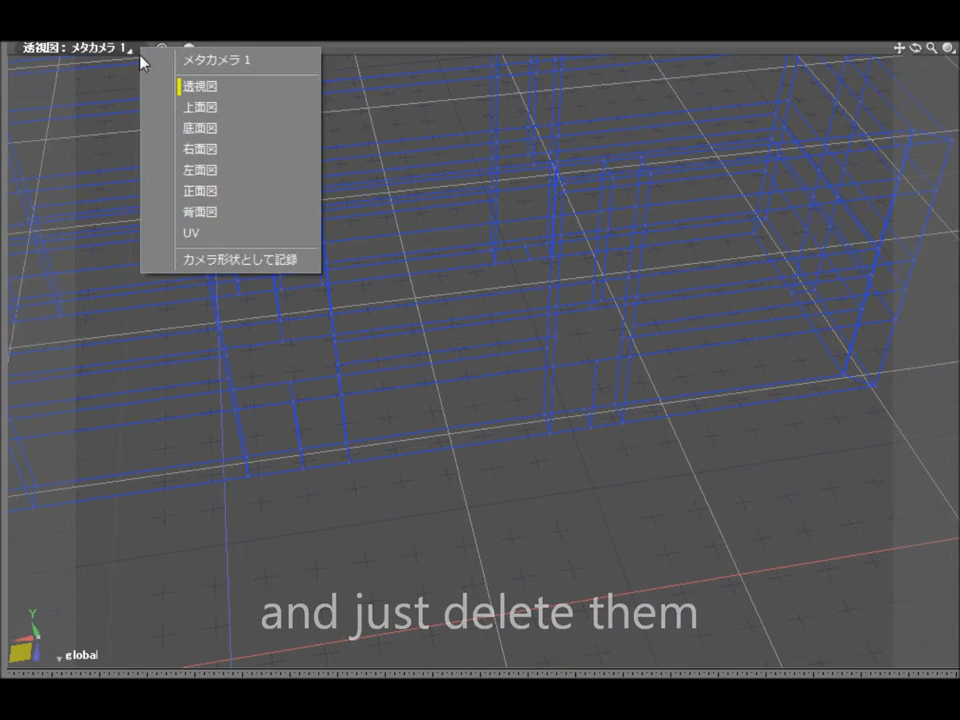 透視図: メタカメラ 1
メタカメラ 1
透視図
上面図
底面図
右面図
左面図
正面図
背面図
UV
カメラ形状として記録
and just delete them
Y
global